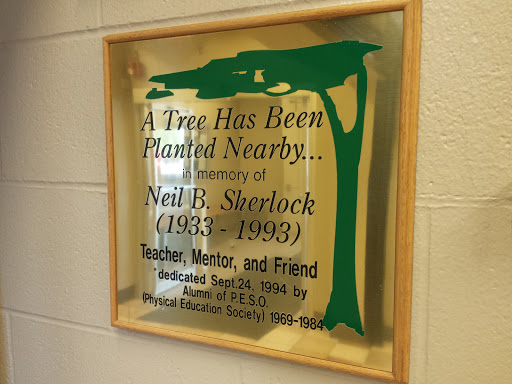 A Tree Has Been
Planted Nearby...
in memory of
Neil B. Sherlock
(1933 - 1993)
Teacher, Mentor, and Friend
dedicated Sept.24, 1994 by
Alumni of P.E.S.O.
(Physical Education Society) 1969-1984